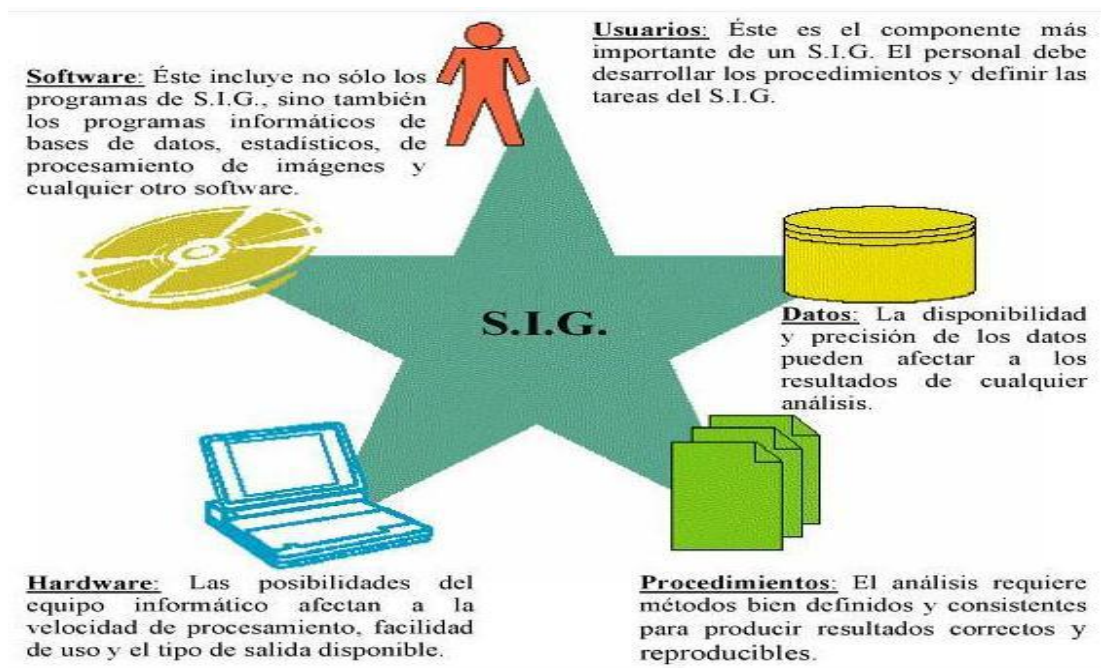 Usuarios: Éste es el componente más
importante de un S.I.G. El personal debe
desarrollar los procedimientos y definir las
tareas del S.I.G.
Software: Éste incluye no sólo los
programas de S.I.G., sino también
los programas informáticos de
bases de datos, estadísticos, de
procesamiento de imágenes y
cualquier otro software.
S.I.G.
Datos: La disponibilidad
y precisión de los datos
pueden afectar a los
resultados de cualquier
análisis.
Hardware: Las posibilidades del
equipo informático afectan a la
velocidad de procesamiento, facilidad
de uso y el tipo de salida disponible.
Procedimientos: El análisis requiere
métodos bien definidos y consistentes
para producir resultados correctos y
reproducibles.